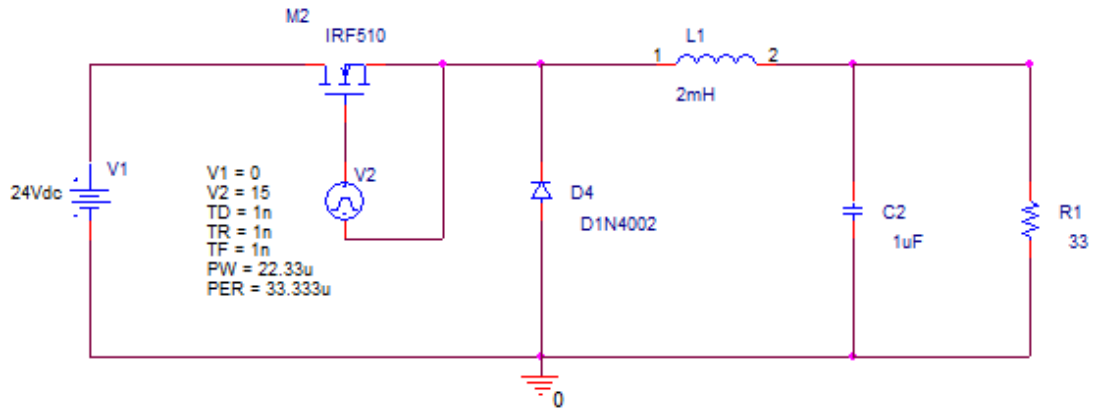 M2
IRF510
L1
1
2
2mH
V1
24Vdc
V1 = 0
V2 = 15
TD = 1n
TR = 1n
TF = 1n
PW = 22.33u
PER = 33.333u
V2
D4
D1N4002
C2
1uF
R1
33
0